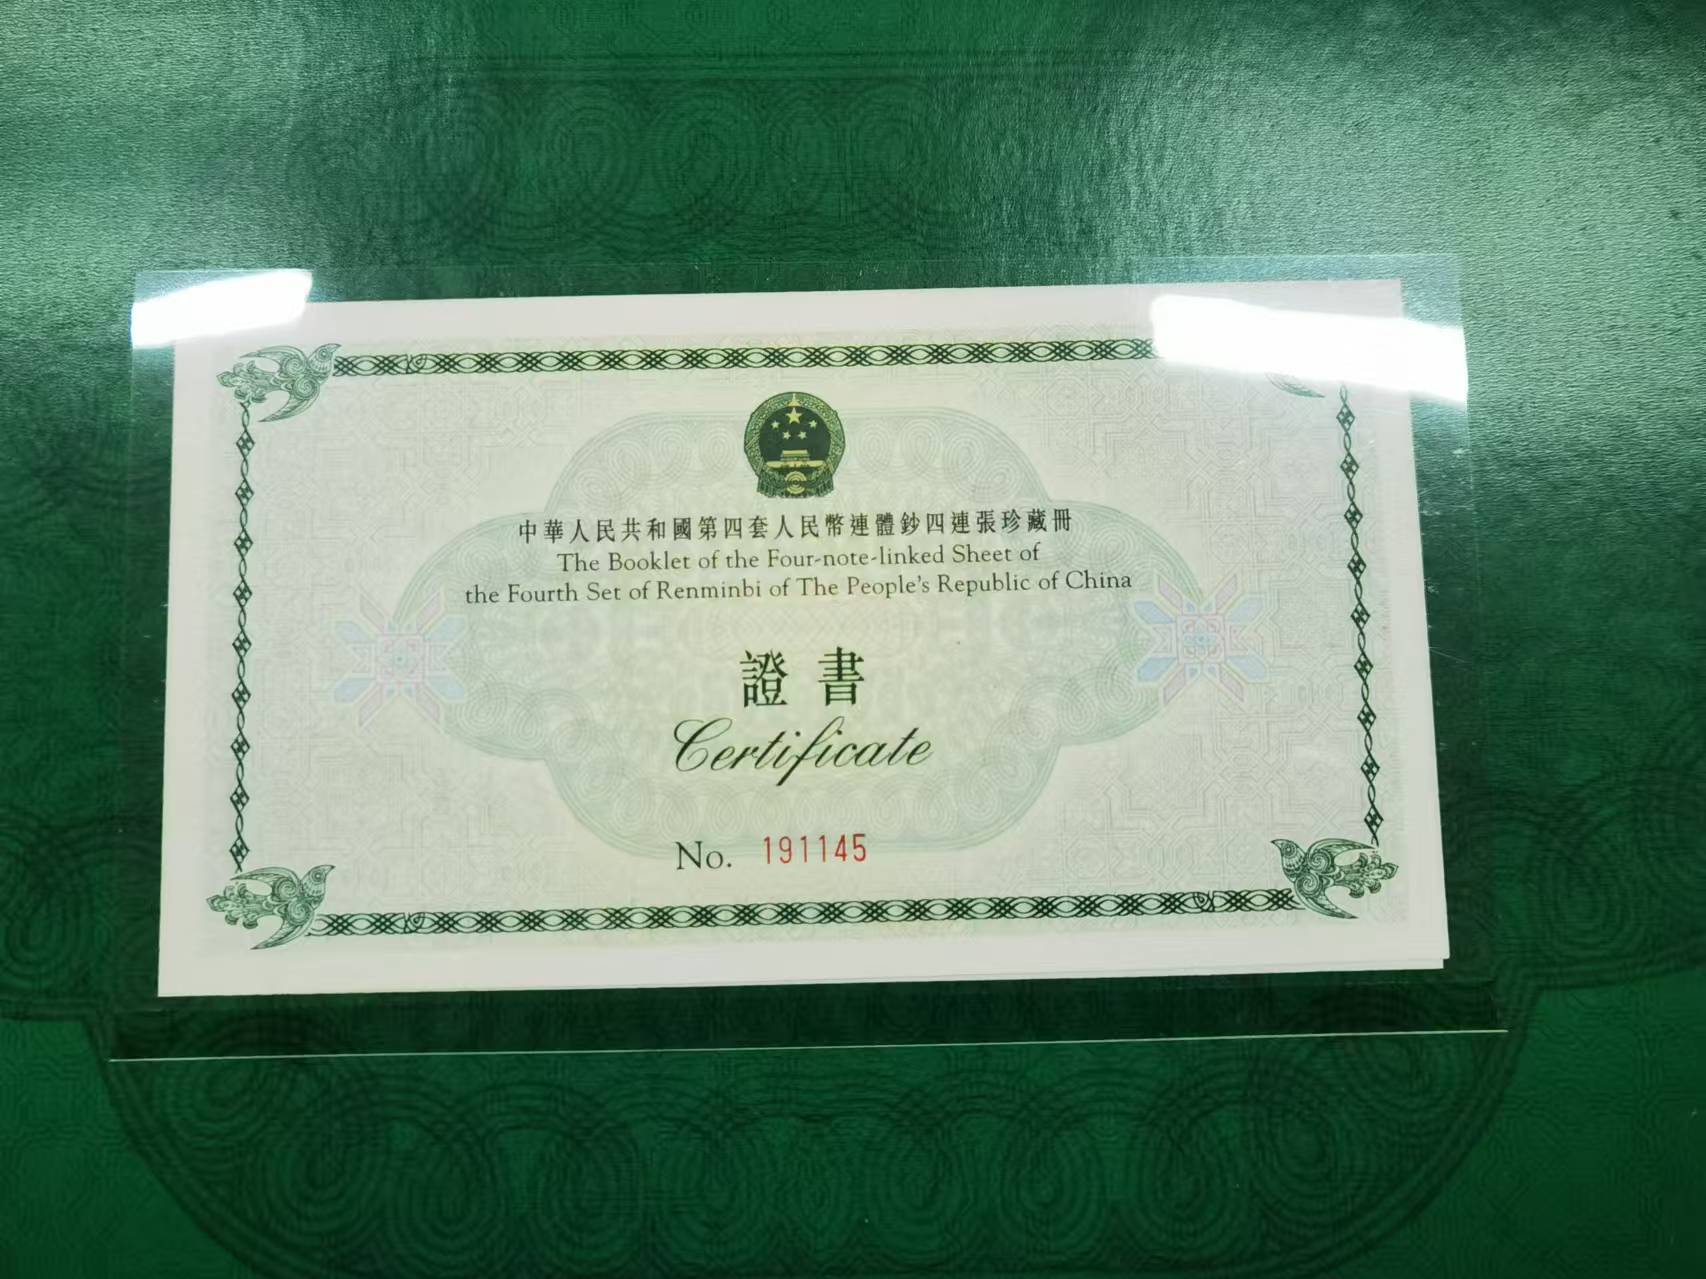 中華人民共和國第四套人民幣連體鈔四連張珍藏冊
The Booklet of the Four-note-linked Sheet of
the Fourth Set of Renminbi of The People's Republic of China
證書
Certificate
No. 191145